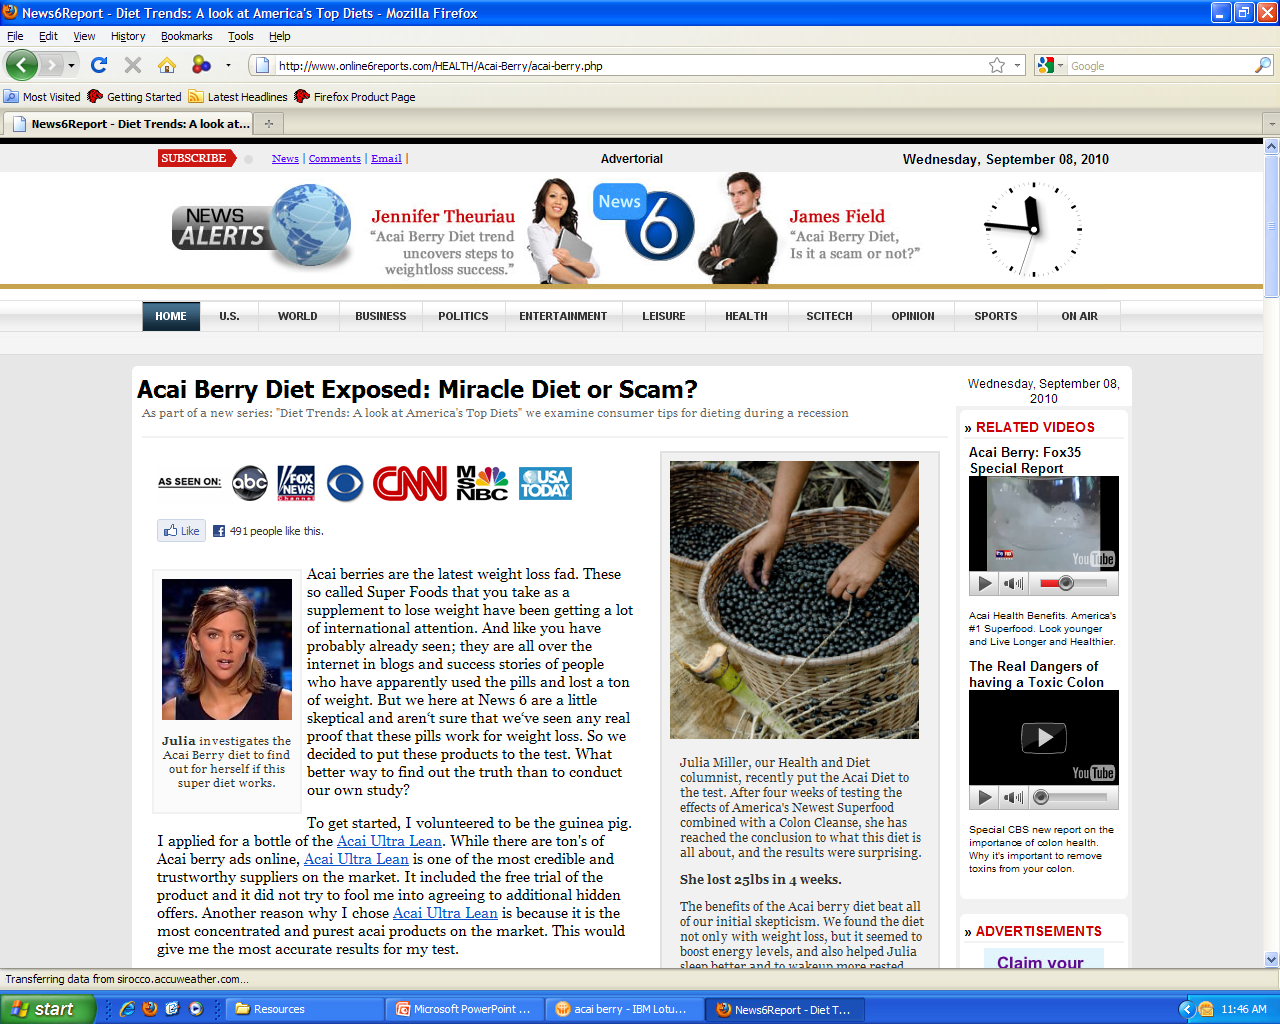 News6Report - Diet Trends: A look at America's Top Diets - Mozilla Firefox
File Edit View History Bookmarks Tools Help
http://www.online6reports.com/HEALTH/Acai-Berry/acai-berry.php
Google
Most Visited Getting Started Latest Headlines Firefox Product Page
News6Report - Diet Trends: A look at...
SUBSCRIBE News | Comments | Email | Advertorial Wednesday, September 08, 2010
NEWS
ALERTS
Jennifer Theuriau
“Acai Berry Diet trend
uncovers steps to
weightloss success.”
News
6
James Field
“Acai Berry Diet,
Is it a scam or not?”
HOME U.S. WORLD BUSINESS POLITICS ENTERTAINMENT LEISURE HEALTH SCITECH OPINION SPORTS ON AIR
Acai Berry Diet Exposed: Miracle Diet or Scam?
As part of a new series: "Diet Trends: A look at America's Top Diets" we examine consumer tips for dieting during a recession
AS SEEN ON: abc FOX NEWS Channel CNN MSNBC USA TODAY
Like 491 people like this.
Julia investigates the
Acai Berry diet to find
out for herself if this
super diet works.
Acai berries are the latest weight loss fad. These
so called Super Foods that you take as a
supplement to lose weight have been getting a lot
of international attention. And like you have
probably already seen; they are all over the
internet in blogs and success stories of people
who have apparently used the pills and lost a ton
of weight. But we here at News 6 are a little
skeptical and aren‘t sure that we‘ve seen any real
proof that these pills work for weight loss. So we
decided to put these products to the test. What
better way to find out the truth than to conduct
our own study?
To get started, I volunteered to be the guinea pig.
I applied for a bottle of the Acai Ultra Lean. While there are ton's of
Acai berry ads online, Acai Ultra Lean is one of the most credible and
trustworthy suppliers on the market. It included the free trial of the
product and it did not try to fool me into agreeing to additional hidden
offers. Another reason why I chose Acai Ultra Lean is because it is the
most concentrated and purest acai products on the market. This would
give me the most accurate results for my test.
Julia Miller, our Health and Diet
columnist, recently put the Acai Diet to
the test. After four weeks of testing the
effects of America's Newest Superfood
combined with a Colon Cleanse, she has
reached the conclusion to what this diet is
all about, and the results were surprising.
She lost 25lbs in 4 weeks.
The benefits of the Acai berry diet beat all
of our initial skepticism. We found the diet
not only with weight loss, but it seemed to
boost energy levels, and also helped Julia
sleep better and to wakeup more rested
Wednesday, September 08,
2010
» RELATED VIDEOS
Acai Berry: Fox35
Special Report
YouTube
Acai Health Benefits. America's
#1 Superfood. Look younger
and Live Longer and Healthier.
The Real Dangers of
having a Toxic Colon
YouTube
Special CBS new report on the
importance of colon health.
Why it's important to remove
toxins from your colon.
» ADVERTISEMENTS
Claim your
Transferring data from sirocco.accuweather.com...
start Resources Microsoft PowerPoint ... acai berry - IBM Lotu... News6Report - Diet T... 11:46 AM